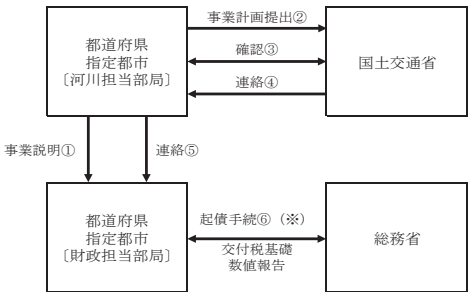 事業計画提出②
都道府県
指定都市
〔河川担当部局〕
確認③
国土交通省
連絡④
事業説明①
連絡⑤
都道府県
指定都市
〔財政担当部局〕
起債手続⑥（※）
交付税基礎
数値報告
総務省